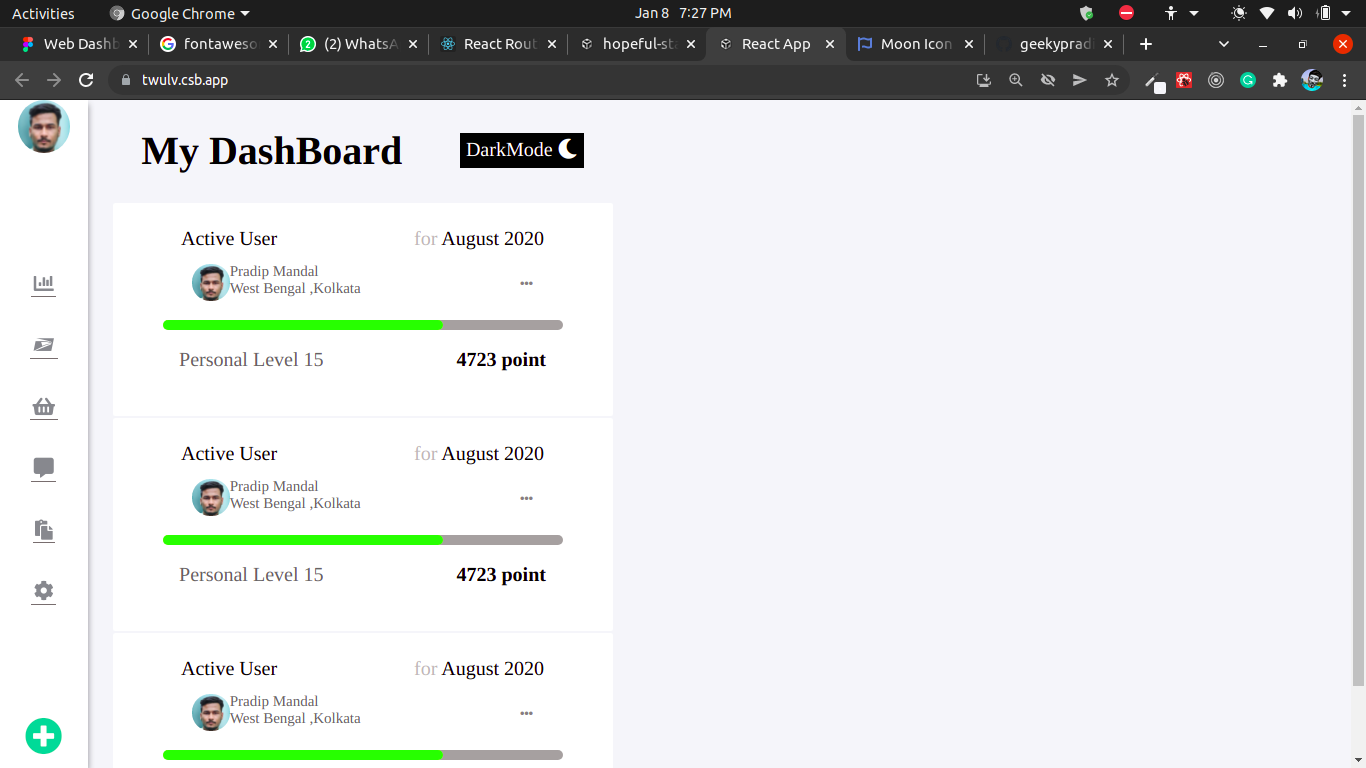 Activities
Google Chrome
Jan 8 7:27 PM
Web Dashb
fontaweso
(2) WhatsA
React Rout
hopeful-sta
React App
Moon Icon
geekyprad
twulv.csb.app
My DashBoard
DarkMode
Active User
for August 2020
Pradip Mandal
West Bengal ,Kolkata
...
Personal Level 15
4723 point
Active User
for August 2020
Pradip Mandal
West Bengal ,Kolkata
...
Personal Level 15
4723 point
Active User
for August 2020
Pradip Mandal
West Bengal ,Kolkata
...